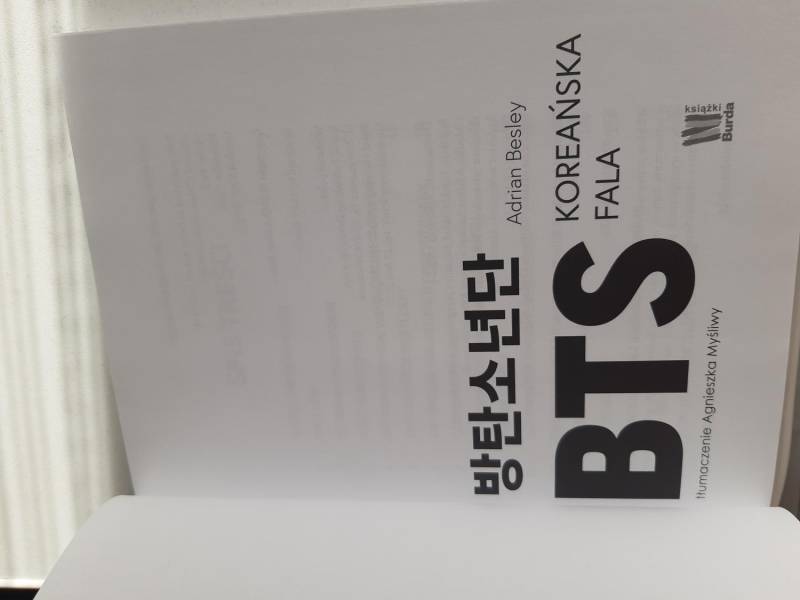 방탄소년단
Adrian Besley
BTS
KOREAŃSKA
FALA
tłumaczenie Agnieszka Myśliwy
książki
Burda